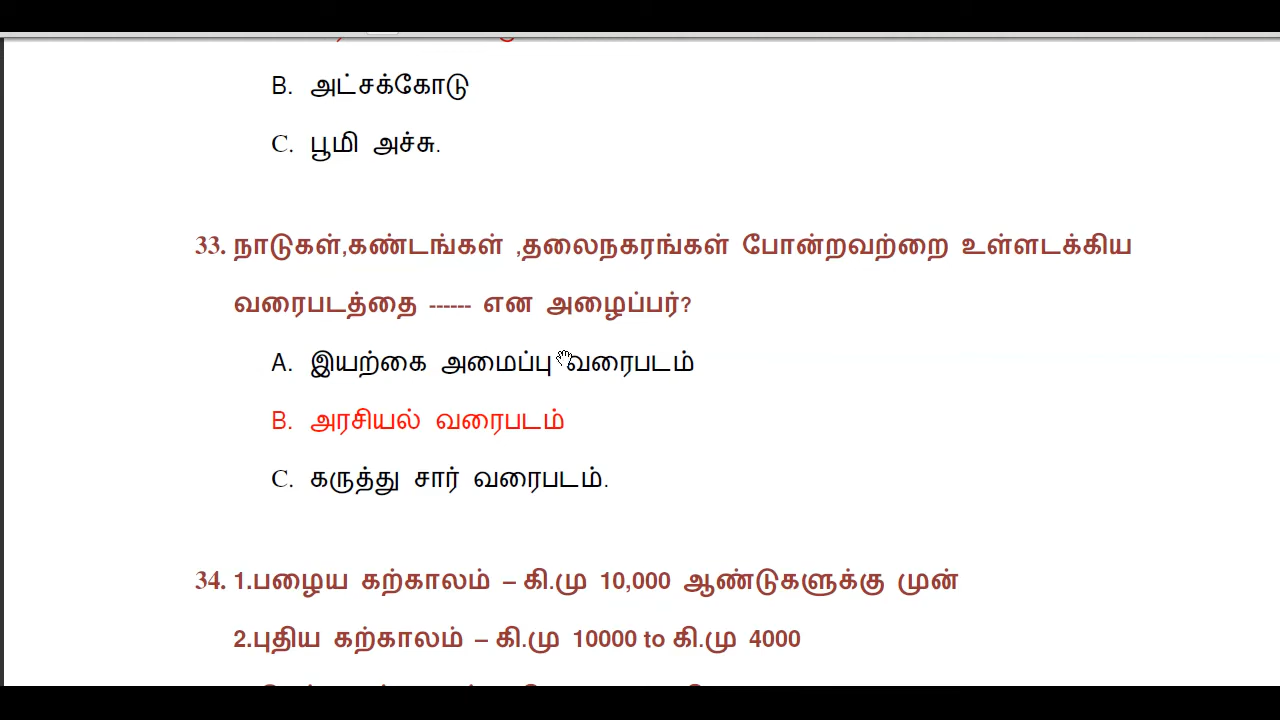 B. அட்சக்கோடு
C. பூமி அச்சு.
33. நாடுகள்,கண்டங்கள் ,தலைநகரங்கள் போன்றவற்றை உள்ளடக்கிய
வரைபடத்தை ------ என அழைப்பர்?
A. இயற்கை அமைப்பு வரைபடம்
B. அரசியல் வரைபடம்
C. கருத்து சார் வரைபடம்.
34. 1.பழைய கற்காலம் – கி.மு 10,000 ஆண்டுகளுக்கு முன்
2.புதிய கற்காலம் – கி.மு 10000 to கி.மு 4000